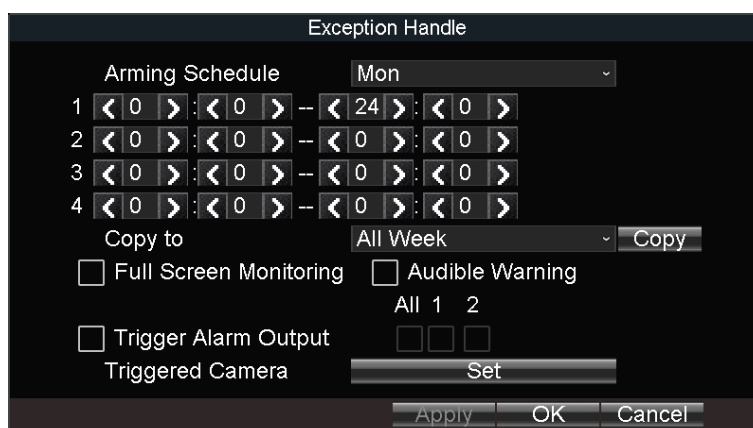 Exception Handle
Arming Schedule Mon
1 0 : 0 -- 24 : 0
2 0 : 0 -- 0 : 0
3 0 : 0 -- 0 : 0
4 0 : 0 -- 0 : 0
Copy to All Week Copy
Full Screen Monitoring Audible Warning
All 1 2
Trigger Alarm Output
Triggered Camera Set
Apply OK Cancel